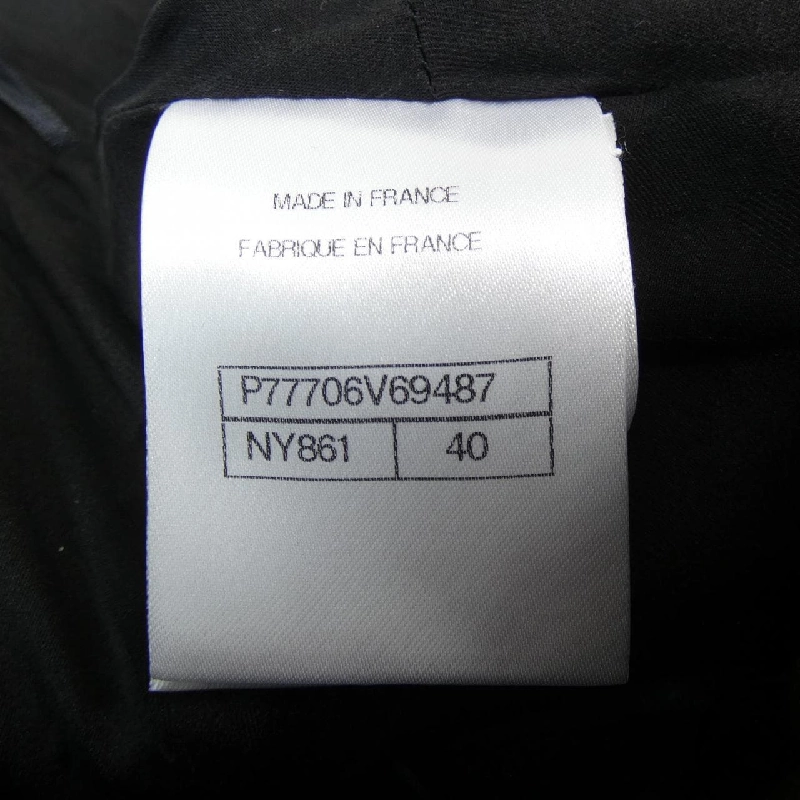 MADE IN FRANCE
FABRIQUE EN FRANCE
P77706V69487
NY861 40